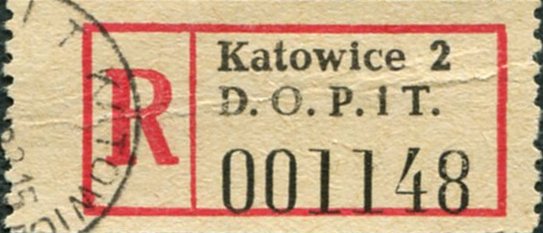 R
Katowice 2
D. O. P. i T.
001148